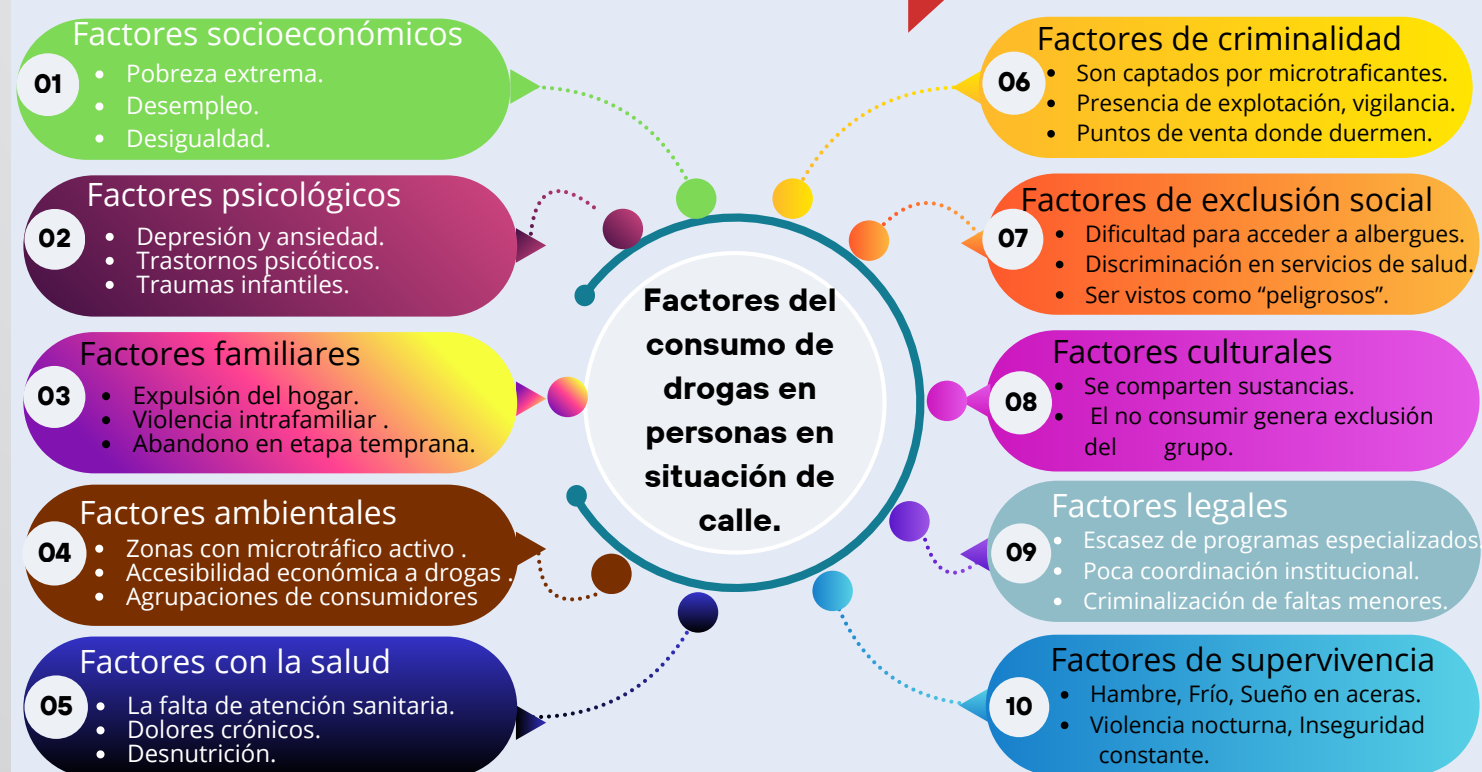 Factores socioeconómicos
01
• Pobreza extrema.
• Desempleo.
• Desigualdad.
Factores psicológicos
02
• Depresión y ansiedad.
• Trastornos psicóticos.
• Traumas infantiles.
Factores familiares
03
• Expulsión del hogar.
• Violencia intrafamiliar .
• Abandono en etapa temprana.
Factores ambientales
04
• Zonas con microtráfico activo .
• Accesibilidad económica a drogas .
• Agrupaciones de consumidores
Factores con la salud
05
• La falta de atención sanitaria.
• Dolores crónicos.
• Desnutrición.
Factores del
consumo de
drogas en
personas en
situación de
calle.
Factores de criminalidad
06
• Son captados por microtraficantes.
• Presencia de explotación, vigilancia.
• Puntos de venta donde duermen.
Factores de exclusión social
07
• Dificultad para acceder a albergues.
• Discriminación en servicios de salud.
• Ser vistos como “peligrosos”.
Factores culturales
08
• Se comparten sustancias.
• El no consumir genera exclusión
del grupo.
Factores legales
09
• Escasez de programas especializados.
• Poca coordinación institucional.
• Criminalización de faltas menores.
Factores de supervivencia
10
• Hambre, Frío, Sueño en aceras.
• Violencia nocturna, Inseguridad
constante.